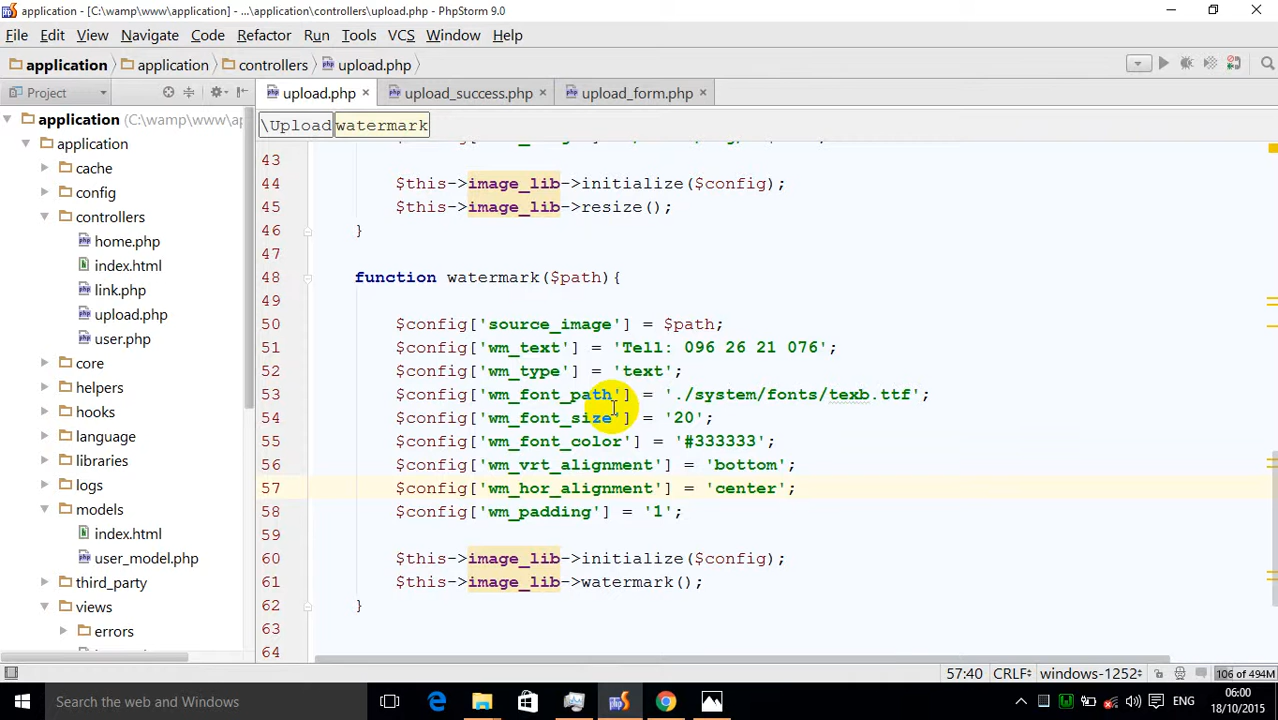 application - [C:\wamp\www\application] - ...\application\controllers\upload.php - PhpStorm 9.0
File Edit View Navigate Code Refactor Run Tools VCS Window Help
application application controllers upload.php
Project upload.php upload_success.php upload_form.php
\Upload watermark
application (C:\wamp\www\ap
application
cache
config
controllers
home.php
index.html
link.php
upload.php
user.php
core
helpers
hooks
language
libraries
logs
models
index.html
user_model.php
third_party
views
errors
43
44 $this->image_lib->initialize($config);
45 $this->image_lib->resize();
46 }
47
48 function watermark($path){
49
50 $config['source_image'] = $path;
51 $config['wm_text'] = 'Tell: 096 26 21 076';
52 $config['wm_type'] = 'text';
53 $config['wm_font_path'] = './system/fonts/texb.ttf';
54 $config['wm_font_size'] = '20';
55 $config['wm_font_color'] = '#333333';
56 $config['wm_vrt_alignment'] = 'bottom';
57 $config['wm_hor_alignment'] = 'center';
58 $config['wm_padding'] = '1';
59
60 $this->image_lib->initialize($config);
61 $this->image_lib->watermark();
62 }
63
64
57:40 CRLF windows-1252 106 of 494M
Search the web and Windows
ENG
06:00
18/10/2015